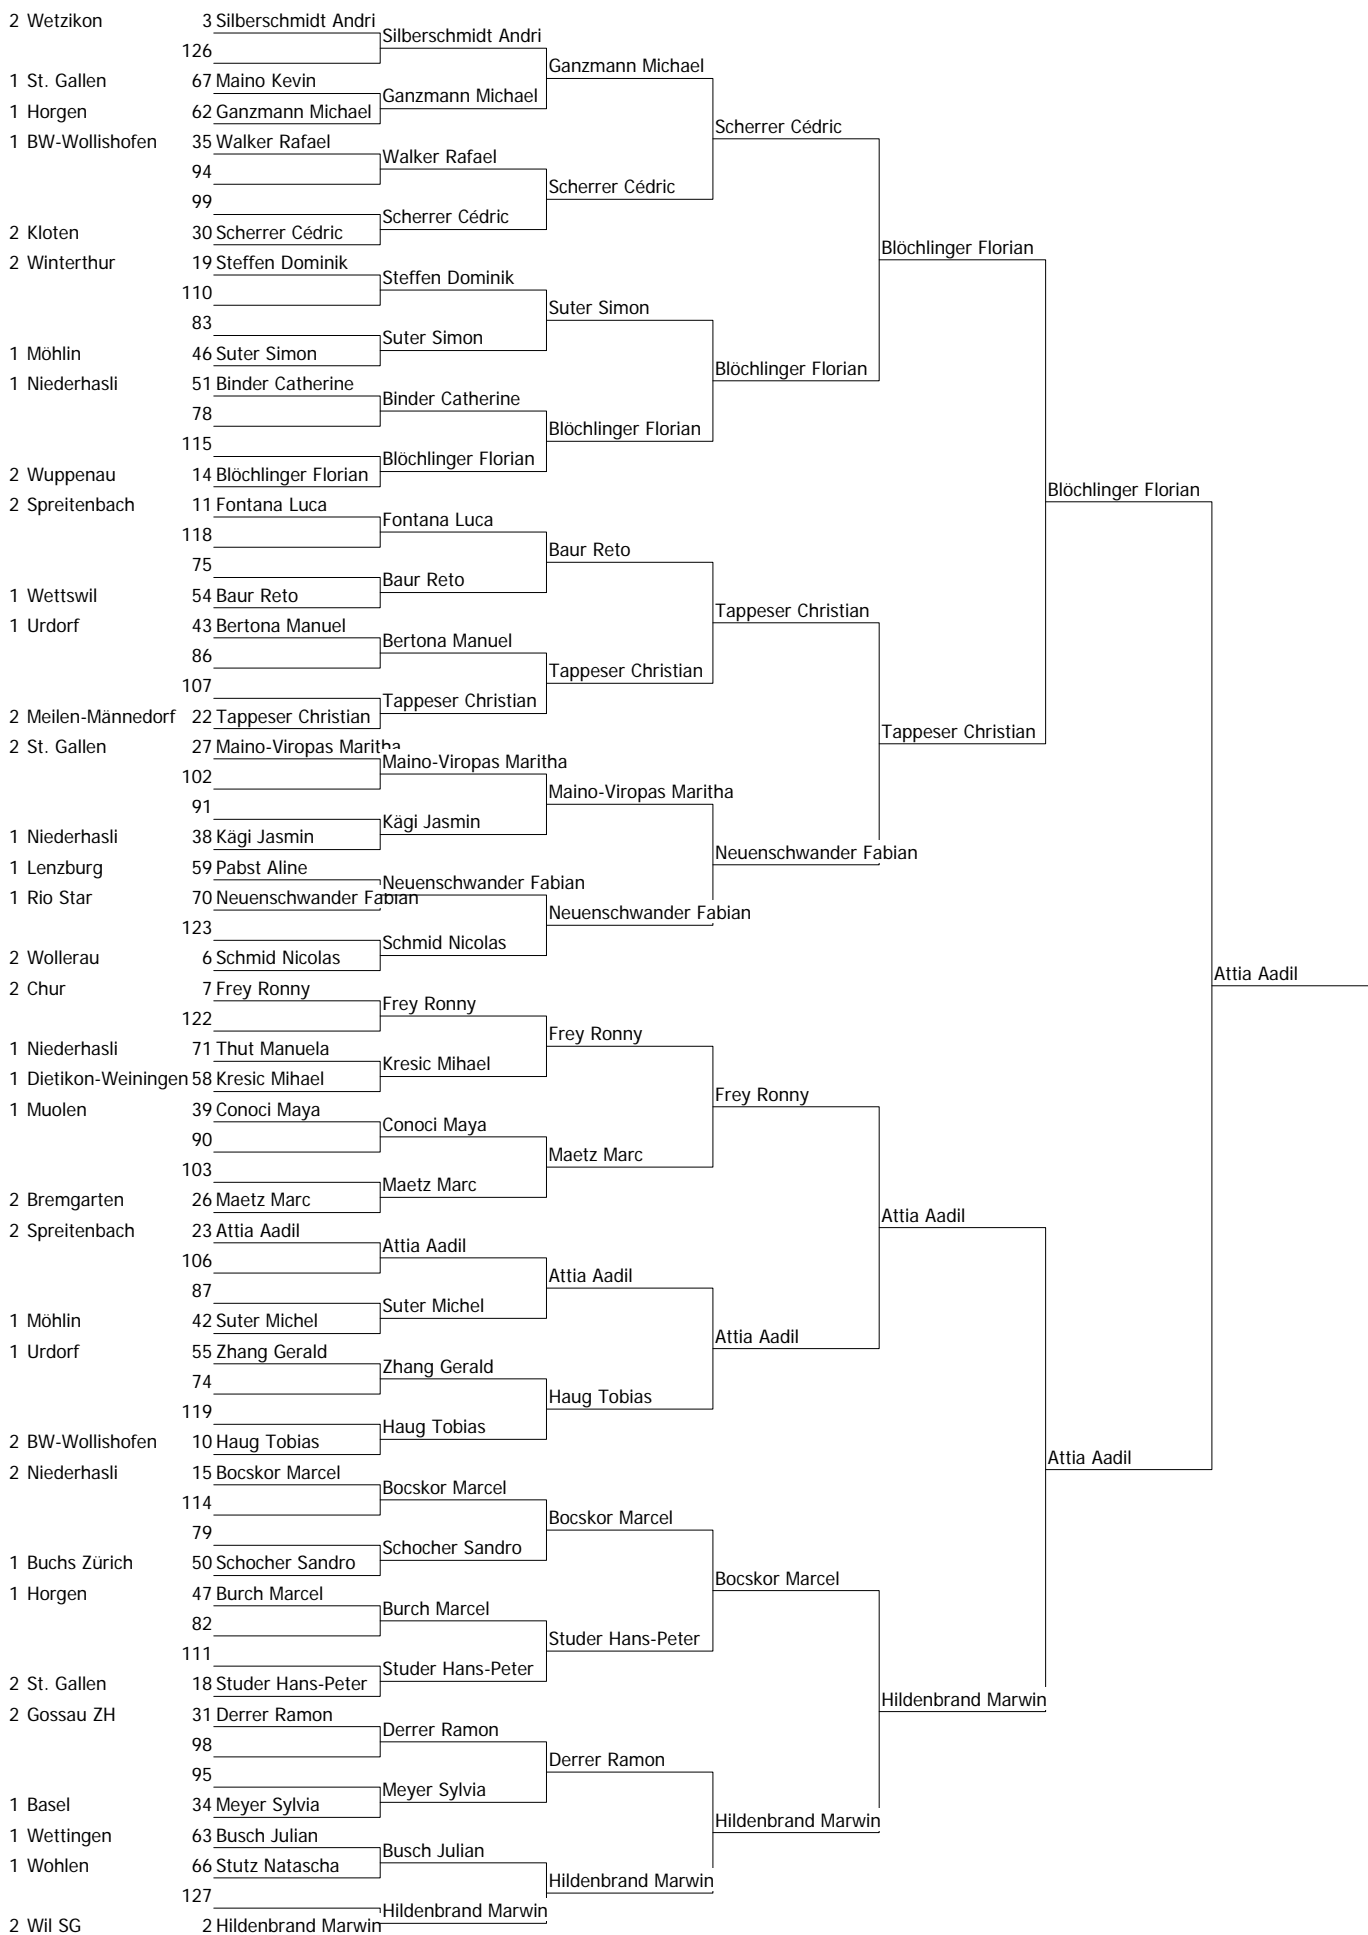 2 Wetzikon 3 Silberschmidt Andri
Silberschmidt Andri
126
Ganzmann Michael
1 St. Gallen 67 Maino Kevin
Ganzmann Michael
1 Horgen 62 Ganzmann Michael
Scherrer Cédric
1 BW-Wollishofen 35 Walker Rafael
Walker Rafael
94
Scherrer Cédric
99
Scherrer Cédric
2 Kloten 30 Scherrer Cédric
Blöchlinger Florian
2 Winterthur 19 Steffen Dominik
Steffen Dominik
110
Suter Simon
83
Suter Simon
1 Möhlin 46 Suter Simon
Blöchlinger Florian
1 Niederhasli 51 Binder Catherine
Binder Catherine
78
Blöchlinger Florian
115
Blöchlinger Florian
2 Wuppenau 14 Blöchlinger Florian
Blöchlinger Florian
2 Spreitenbach 11 Fontana Luca
Fontana Luca
118
Baur Reto
75
Baur Reto
1 Wettswil 54 Baur Reto
Tappeser Christian
1 Urdorf 43 Bertona Manuel
Bertona Manuel
86
Tappeser Christian
107
Tappeser Christian
2 Meilen-Männedorf 22 Tappeser Christian
Tappeser Christian
2 St. Gallen 27 Maino-Viropas Maritha
Maino-Viropas Maritha
102
Maino-Viropas Maritha
91
Kägi Jasmin
1 Niederhasli 38 Kägi Jasmin
Neuenschwander Fabian
1 Lenzburg 59 Pabst Aline
Neuenschwander Fabian
1 Rio Star 70 Neuenschwander Fabian
Neuenschwander Fabian
123
Schmid Nicolas
2 Wollerau 6 Schmid Nicolas
Attia Aadil
2 Chur 7 Frey Ronny
Frey Ronny
122
Frey Ronny
1 Niederhasli 71 Thut Manuela
Kresic Mihael
1 Dietikon-Weiningen 58 Kresic Mihael
Frey Ronny
1 Muolen 39 Conoci Maya
Conoci Maya
90
Maetz Marc
103
Maetz Marc
2 Bremgarten 26 Maetz Marc
Attia Aadil
2 Spreitenbach 23 Attia Aadil
Attia Aadil
106
Attia Aadil
87
Suter Michel
1 Möhlin 42 Suter Michel
Attia Aadil
1 Urdorf 55 Zhang Gerald
Zhang Gerald
74
Haug Tobias
119
Haug Tobias
2 BW-Wollishofen 10 Haug Tobias
Attia Aadil
2 Niederhasli 15 Bocskor Marcel
Bocskor Marcel
114
Bocskor Marcel
79
Schocher Sandro
1 Buchs Zürich 50 Schocher Sandro
Bocskor Marcel
1 Horgen 47 Burch Marcel
Burch Marcel
82
Studer Hans-Peter
111
Studer Hans-Peter
2 St. Gallen 18 Studer Hans-Peter
Hildenbrand Marwin
2 Gossau ZH 31 Derrer Ramon
Derrer Ramon
98
Derrer Ramon
95
Meyer Sylvia
1 Basel 34 Meyer Sylvia
Hildenbrand Marwin
1 Wettingen 63 Busch Julian
Busch Julian
1 Wohlen 66 Stutz Natascha
Hildenbrand Marwin
127
Hildenbrand Marwin
2 Wil SG 2 Hildenbrand Marwin